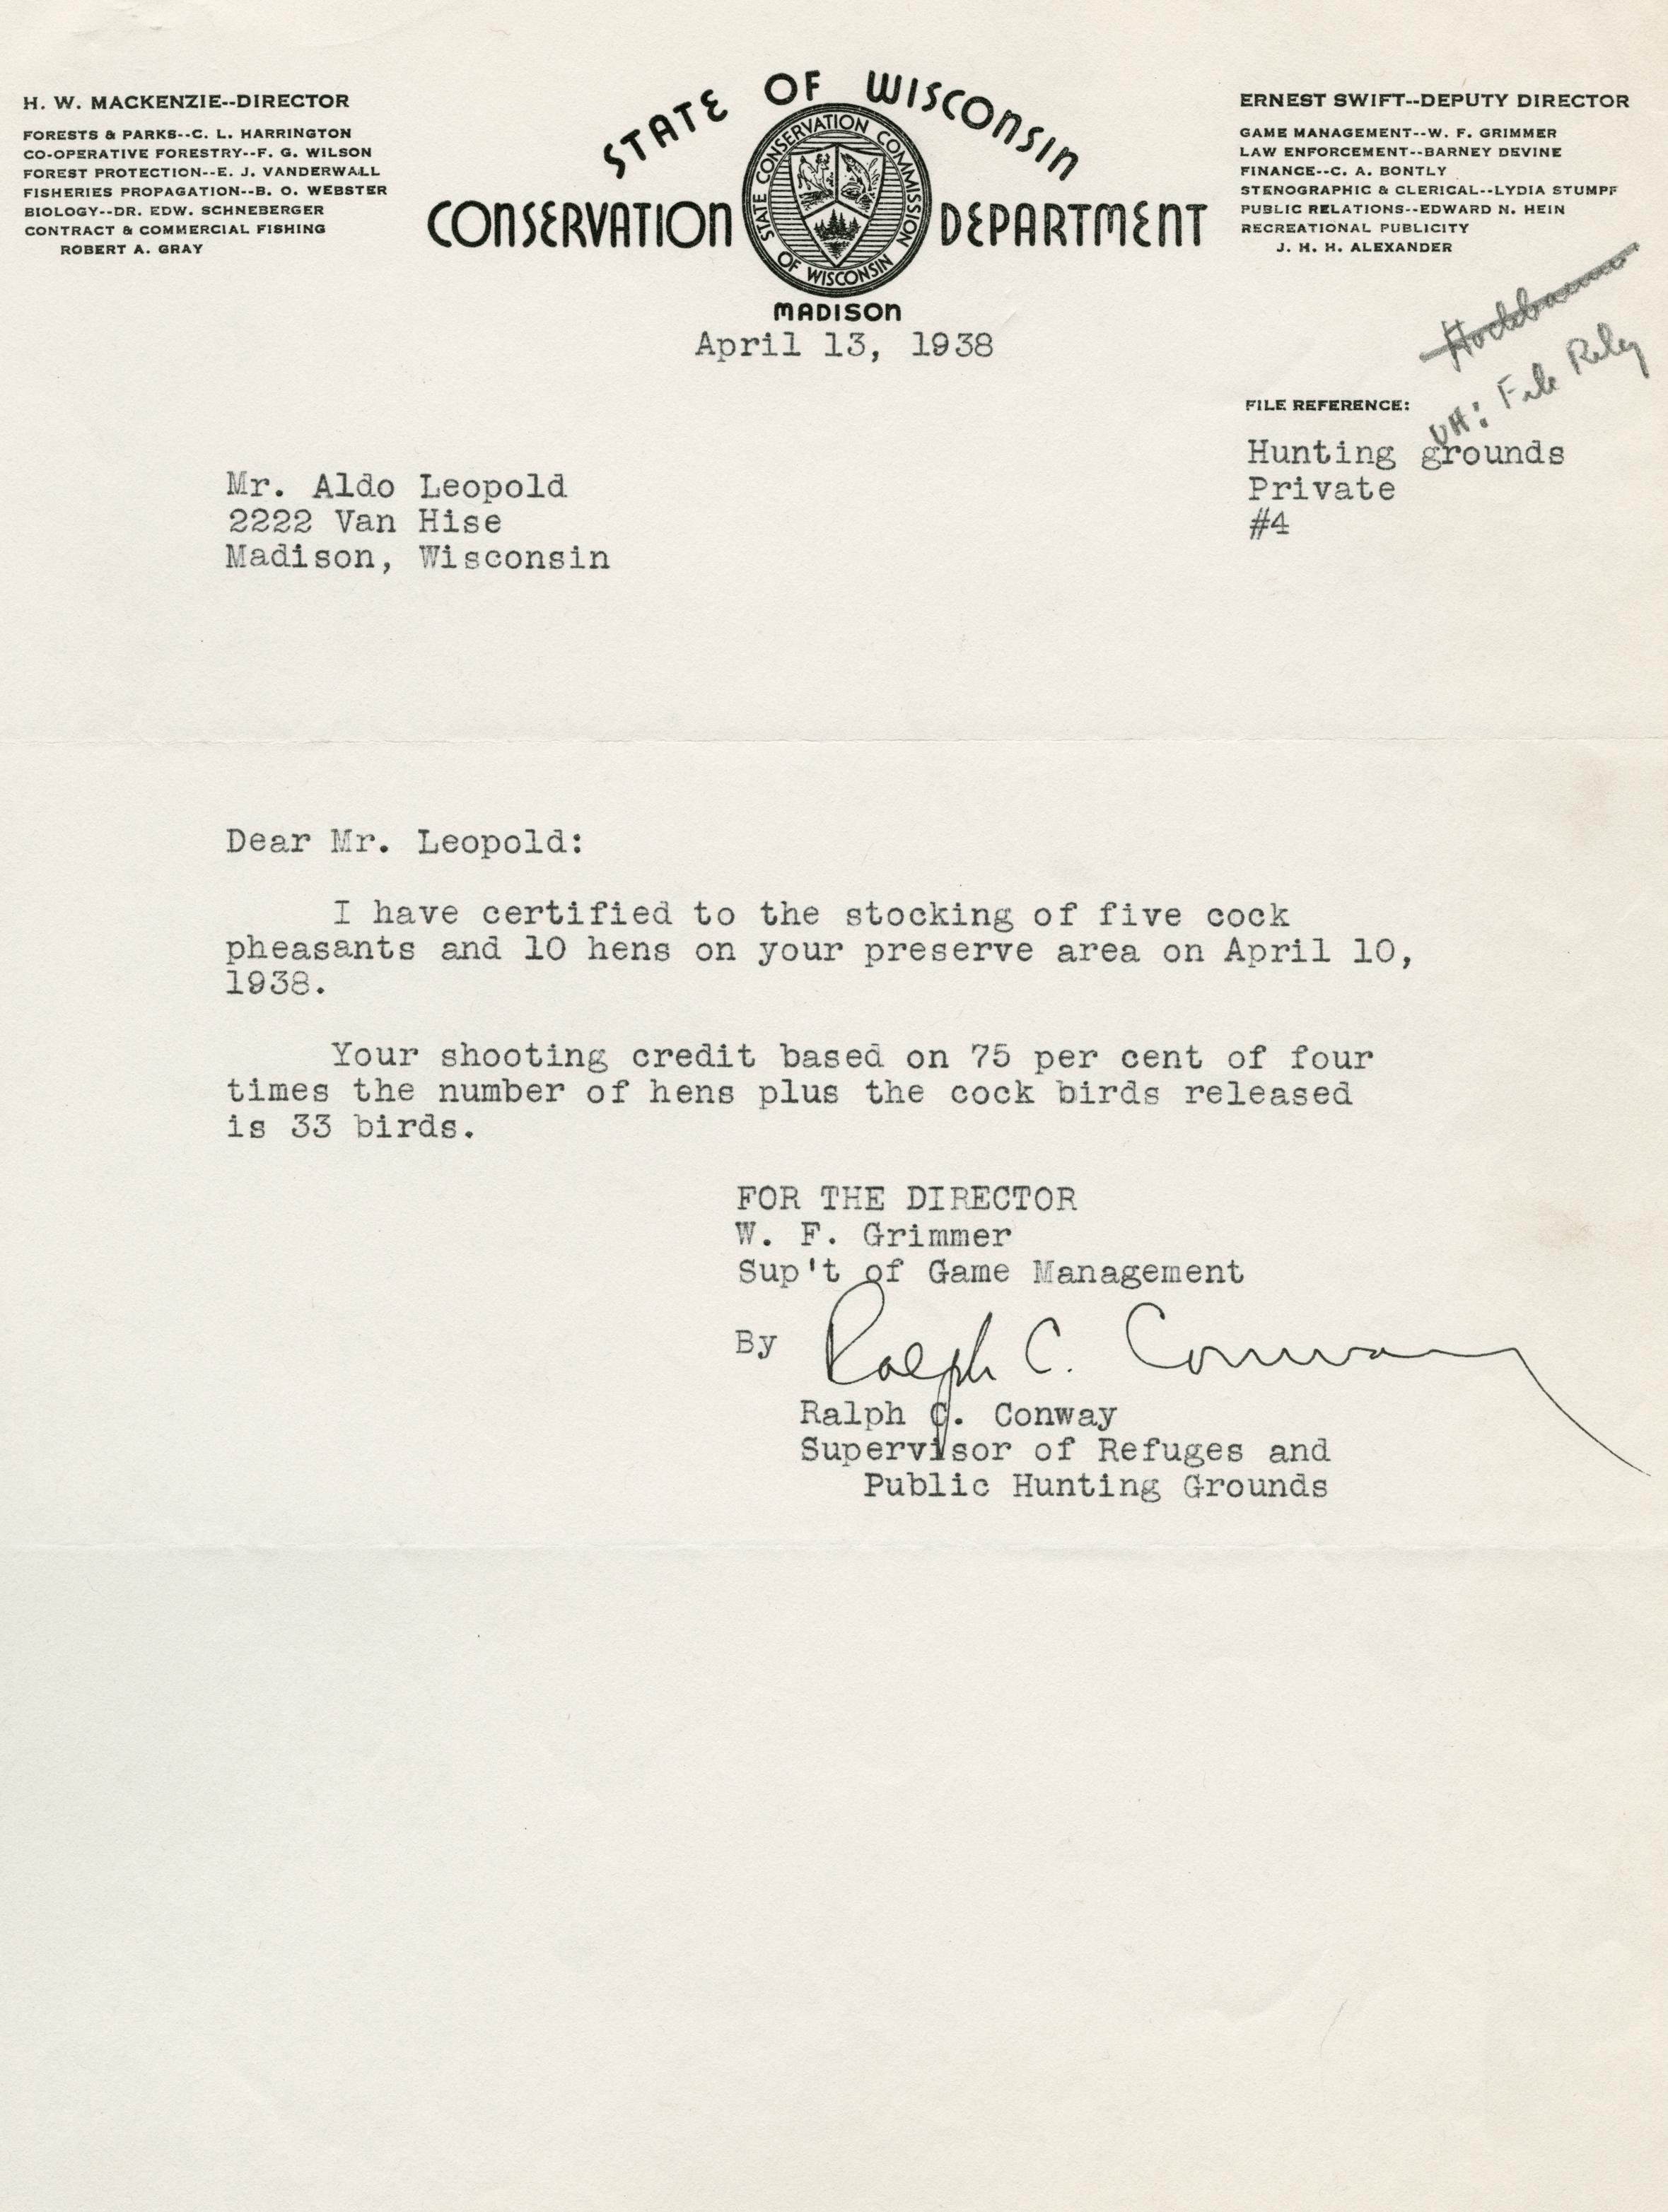 H. W. MACKENZIE--DIRECTOR
FORESTS & PARKS--C. L. HARRINGTON
CO-OPERATIVE FORESTRY--F. G. WILSON
FOREST PROTECTION--E. J. VANDERWALL
FISHERIES PROPAGATION--B. O. WEBSTER
BIOLOGY--DR. EDW. SCHNEBERGER
CONTRACT & COMMERCIAL FISHING
ROBERT A. GRAY
STATE OF WISCONSIN
CONSERVATION DEPARTMENT
STATE CONSERVATION COMMISSION
OF WISCONSIN
MADISON
ERNEST SWIFT--DEPUTY DIRECTOR
GAME MANAGEMENT--W. F. GRIMMER
LAW ENFORCEMENT--BARNEY DEVINE
FINANCE--C. A. BONTLY
STENOGRAPHIC & CLERICAL--LYDIA STUMPF
PUBLIC RELATIONS--EDWARD N. HEIN
RECREATIONAL PUBLICITY
J. H. H. ALEXANDER
April 13, 1938
Hochbaum
VH: File Riley
FILE REFERENCE:
Hunting grounds
Private
#4
Mr. Aldo Leopold
2222 Van Hise
Madison, Wisconsin
Dear Mr. Leopold:
I have certified to the stocking of five cock
pheasants and 10 hens on your preserve area on April 10,
1938.
Your shooting credit based on 75 per cent of four
times the number of hens plus the cock birds released
is 33 birds.
FOR THE DIRECTOR
W. F. Grimmer
Sup't of Game Management
By Ralph C. Conway
Ralph C. Conway
Supervisor of Refuges and
Public Hunting Grounds